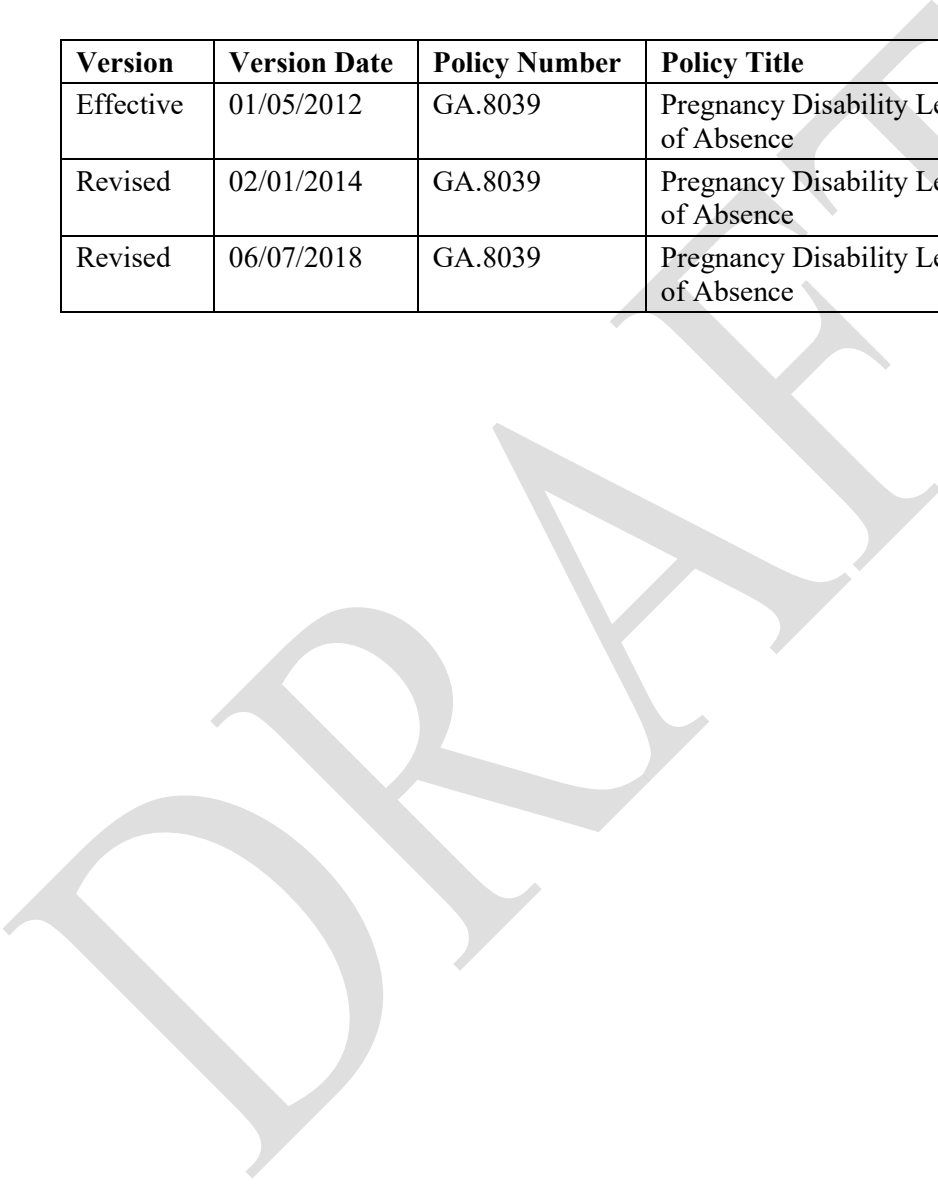 Version Version Date Policy Number Policy Title
Effective 01/05/2012 GA.8039 Pregnancy Disability
of Absence
Revised 02/01/2014 GA.8039 Pregnancy Disability
of Absence
Revised 06/07/2018 GA.8039 Pregnancy Disability
of Absence
DRAFT